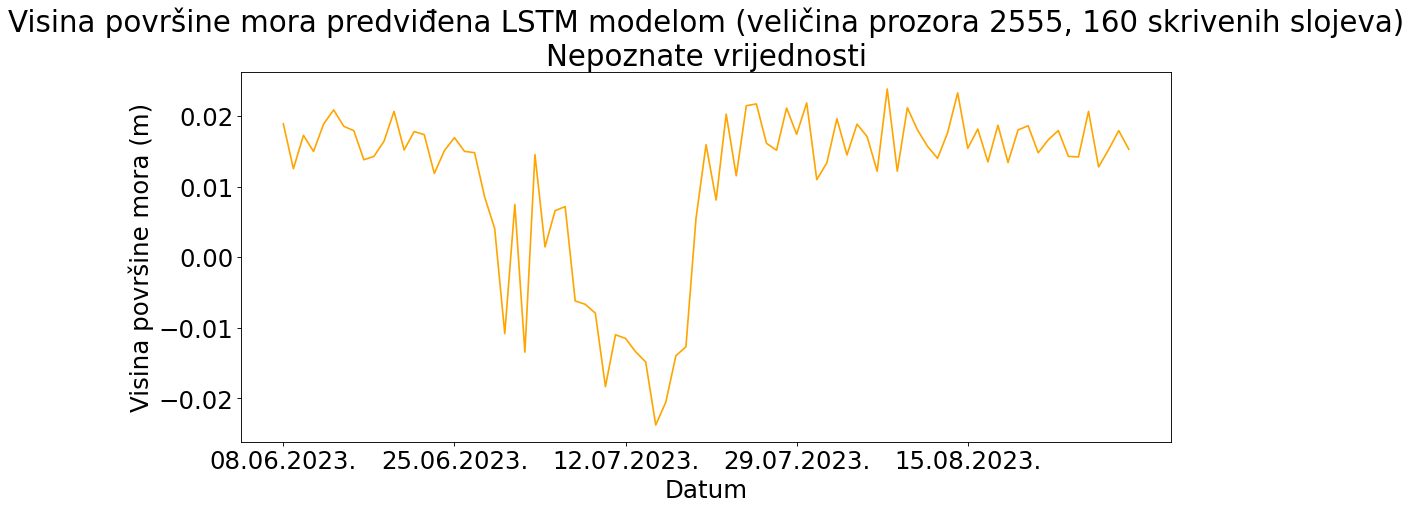 Visina površine mora predviđena LSTM modelom (veličina prozora 2555, 160 skrivenih slojeva)
Nepoznate vrijednosti
Visina površine mora (m)
0.02
0.01
0.00
−0.01
−0.02
08.06.2023. 25.06.2023. 12.07.2023. 29.07.2023. 15.08.2023.
Datum